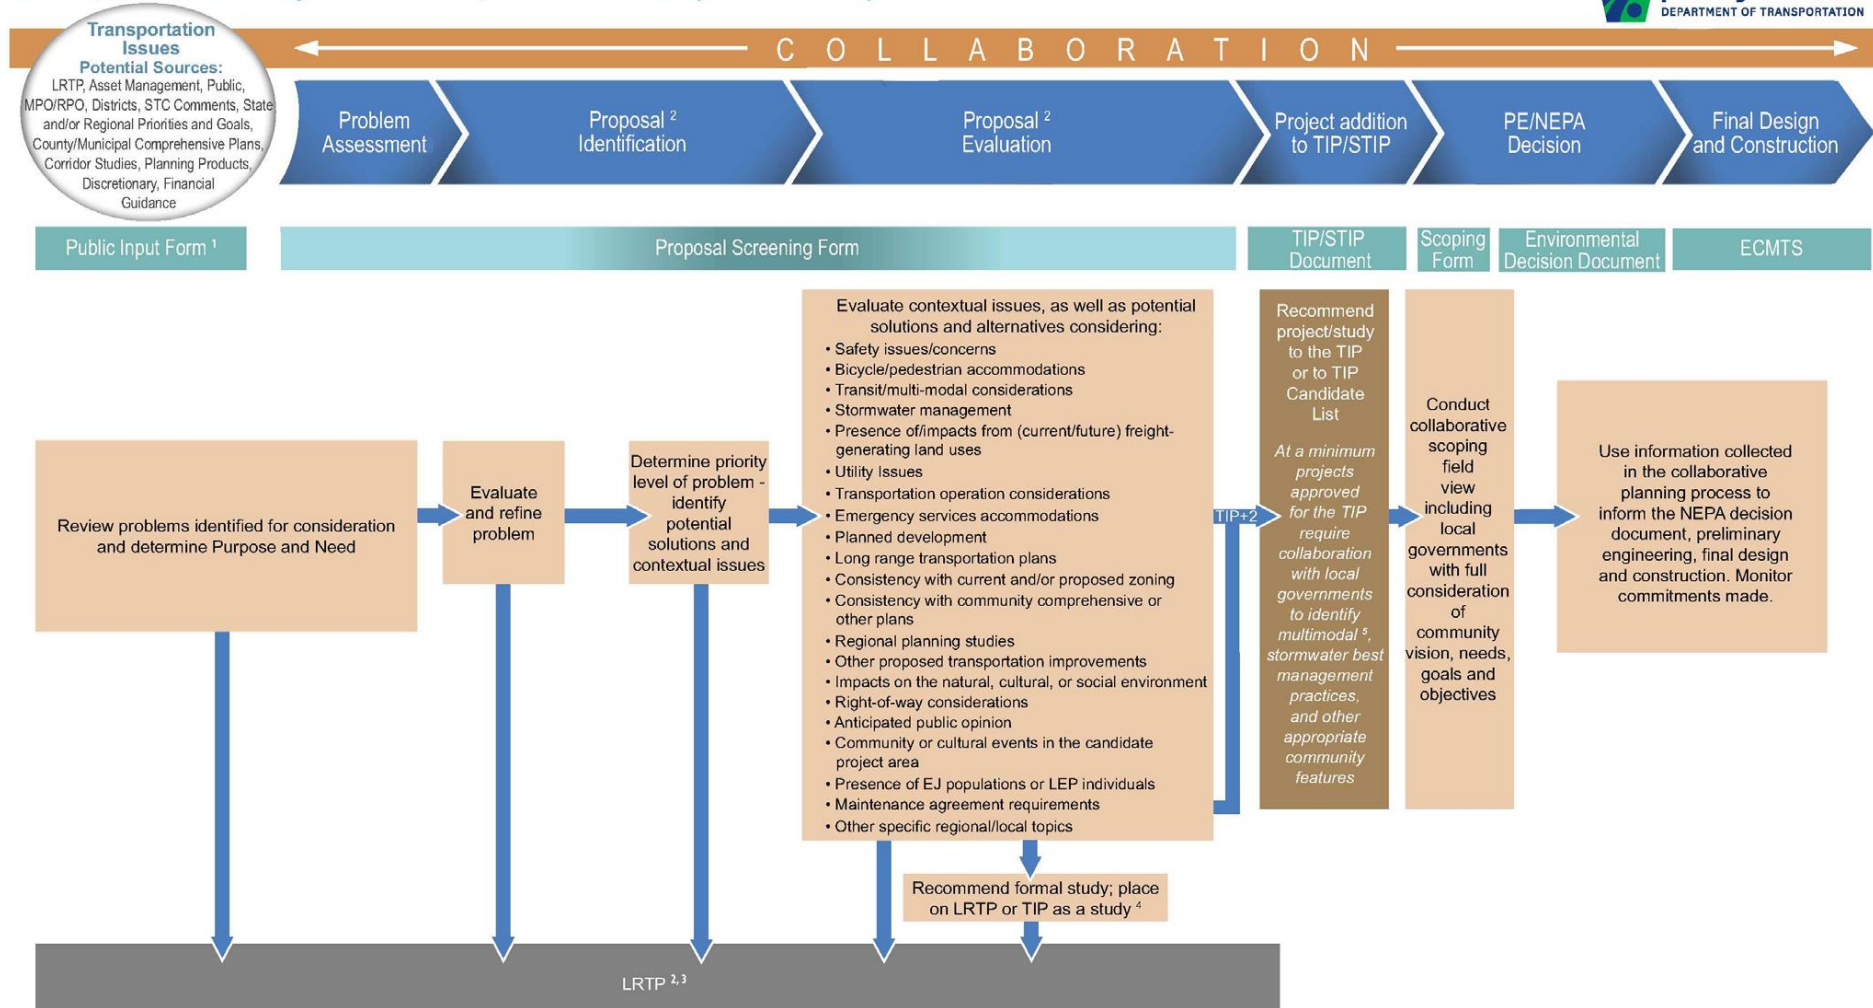 DEPARTMENT OF TRANSPORTATION
Transportation
Issues
Potential Sources:
LRTP, Asset Management, Public,
MPO/RPO, Districts, STC Comments, State
and/or Regional Priorities and Goals,
County/Municipal Comprehensive Plans,
Corridor Studies, Planning Products,
Discretionary, Financial
Guidance
COLLABORATION
Problem
Assessment
Proposal ²
Identification
Proposal ²
Evaluation
Project addition
to TIP/STIP
PE/NEPA
Decision
Final Design
and Construction
Public Input Form ¹
Proposal Screening Form
TIP/STIP
Document
Scoping
Form
Environmental
Decision Document
ECMTS
Review problems identified for consideration
and determine Purpose and Need
Evaluate
and refine
problem
Determine priority
level of problem -
identify
potential
solutions and
contextual issues
Evaluate contextual issues, as well as potential
solutions and alternatives considering:
• Safety issues/concerns
• Bicycle/pedestrian accommodations
• Transit/multi-modal considerations
• Stormwater management
• Presence of/impacts from (current/future) freight-
generating land uses
• Utility Issues
• Transportation operation considerations
• Emergency services accommodations
• Planned development
• Long range transportation plans
• Consistency with current and/or proposed zoning
• Consistency with community comprehensive or
other plans
• Regional planning studies
• Other proposed transportation improvements
• Impacts on the natural, cultural, or social environment
• Right-of-way considerations
• Anticipated public opinion
• Community or cultural events in the candidate
project area
• Presence of EJ populations or LEP individuals
• Maintenance agreement requirements
• Other specific regional/local topics
TIP+2
Recommend
project/study
to the TIP
or to TIP
Candidate
List
At a minimum
projects
approved
for the TIP
require
collaboration
with local
governments
to identify
multimodal ⁵,
stormwater best
management
practices,
and other
appropriate
community
features
Conduct
collaborative
scoping
field
view
including
local
governments
with full
consideration
of
community
vision, needs,
goals and
objectives
Use information collected
in the collaborative
planning process to
inform the NEPA decision
document, preliminary
engineering, final design
and construction. Monitor
commitments made.
Recommend formal study; place
on LRTP or TIP as a study ⁴
LRTP ²,³